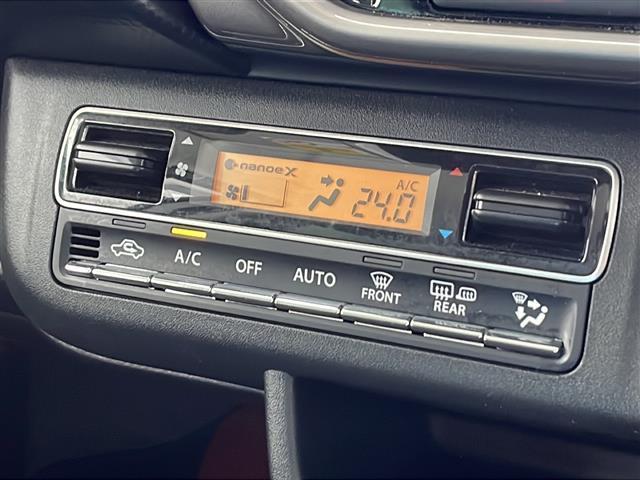 nanoeX
A/C
24.0
A/C
OFF
AUTO
FRONT
REAR